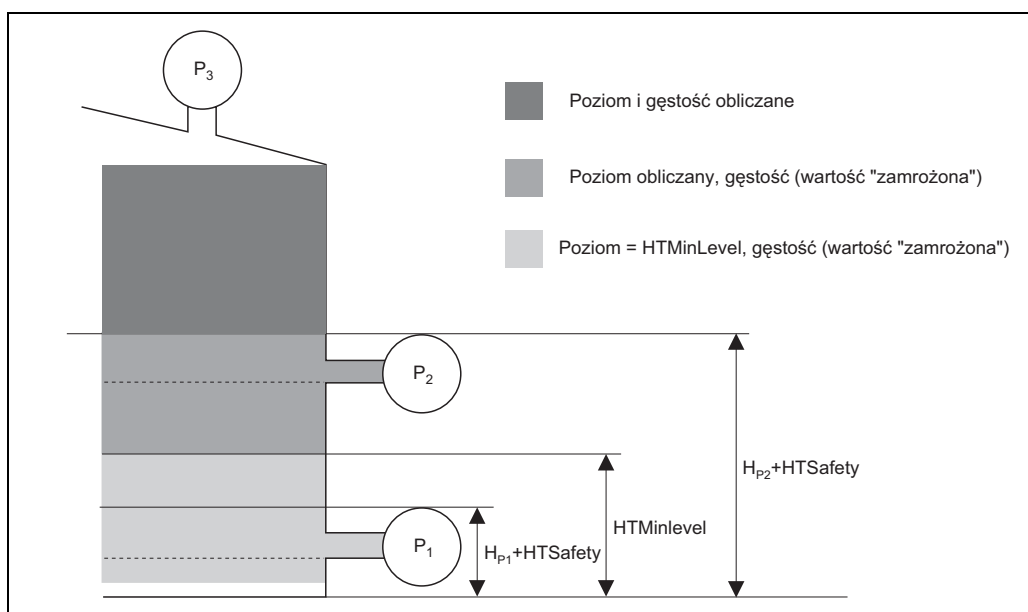 P3
Poziom i gęstość obliczane
Poziom obliczany, gęstość (wartość "zamrożona")
Poziom = HTMinLevel, gęstość (wartość "zamrożona")
P2
HP2+HTSafety
HTMinlevel
P1
HP1+HTSafety